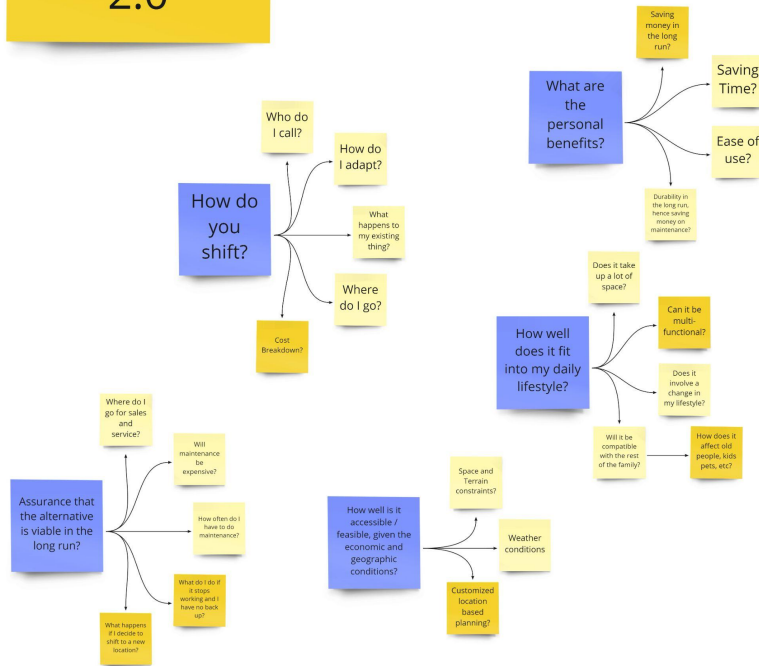 2.0
Saving
money in
the long
run?
What are
the
personal
benefits?
Saving
Time?
Ease of
use?
Durability in
the long run,
hence saving
money on
maintenance?
Who do
I call?
How do
I adapt?
How do
you
shift?
What
happens to
my existing
thing?
Where
do I go?
Cost
Breakdown?
Does it take
up a lot of
space?
How well
does it fit
into my daily
lifestyle?
Can it be
multi-
functional?
Does it
involve a
change in
my lifestyle?
Will it be
compatible
with the rest
of the family?
How does it
affect old
people, kids
pets, etc?
Where do I
go for sales
and
service?
Will
maintenance
be
expensive?
Assurance that
the alternative
is viable in the
long run?
How often do I
have to do
maintenance?
What do I do if
it stops
working and I
have no back
up?
What happens
if I decide to
shift to a new
location?
Space and
Terrain
constraints?
How well is it
accessible /
feasible, given the
economic and
geographic
conditions?
Weather
conditions
Customized
location
based
planning?